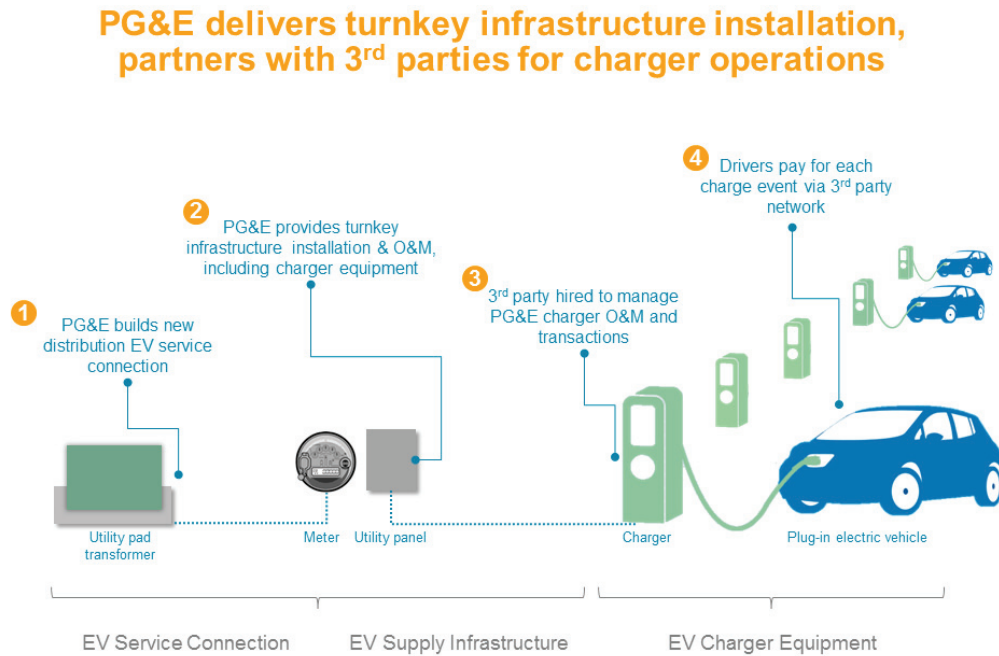 PG&E delivers turnkey infrastructure installation,
partners with 3rd parties for charger operations
4
Drivers pay for each
charge event via 3rd party
network
2
PG&E provides turnkey
infrastructure installation & O&M,
including charger equipment
3
3rd party hired to manage
PG&E charger O&M and
transactions
1
PG&E builds new
distribution EV service
connection
Utility pad
transformer
Meter
Utility panel
Charger
Plug-in electric vehicle
EV Service Connection
EV Supply Infrastructure
EV Charger Equipment